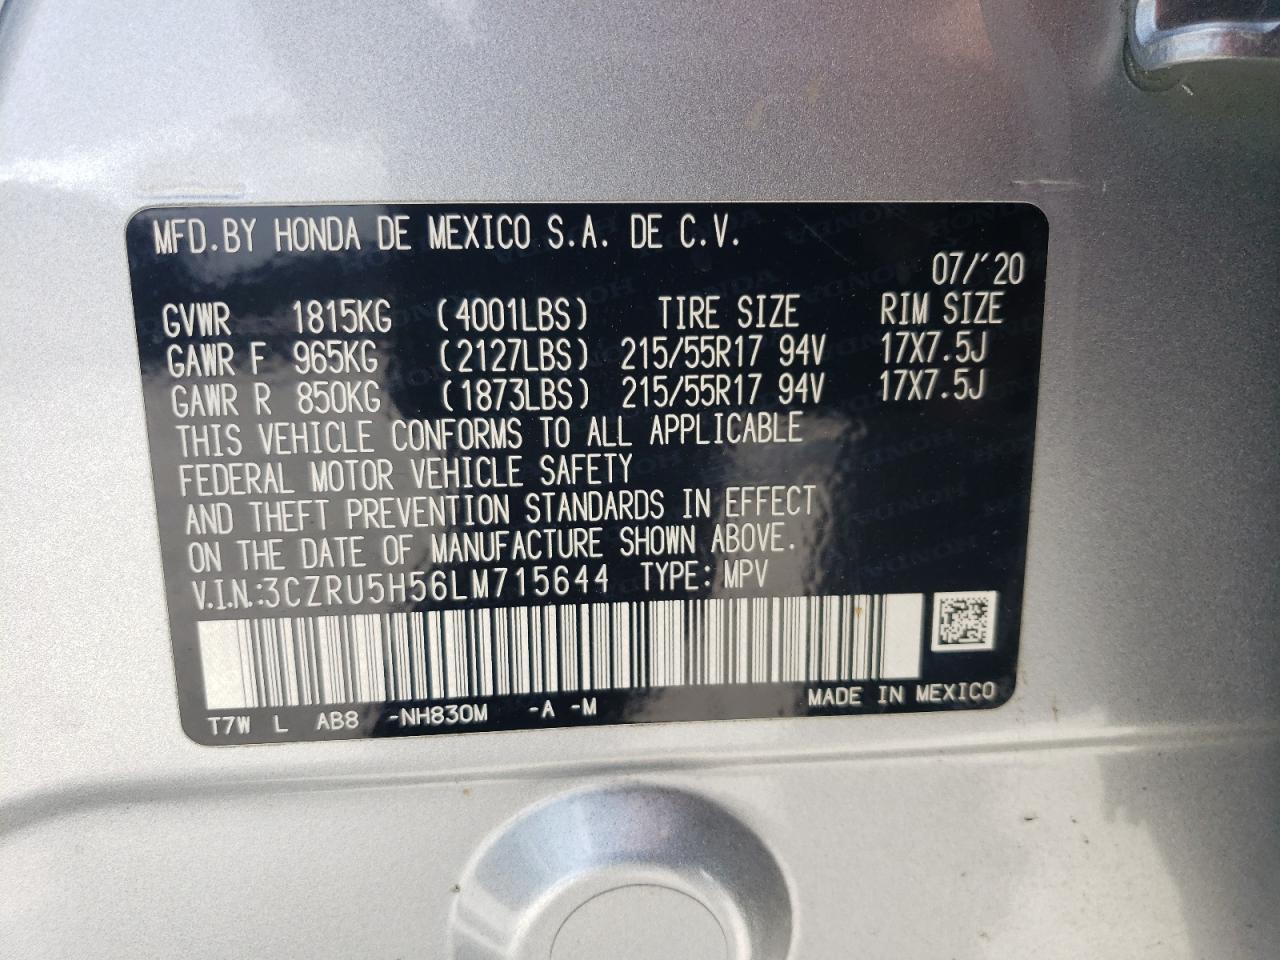 MFD.BY HONDA DE MEXICO S.A. DE C.V.
07/´20
GVWR 1815KG (4001LBS) TIRE SIZE RIM SIZE
GAWR F 965KG (2127LBS) 215/55R17 94V 17X7.5J
GAWR R 850KG (1873LBS) 215/55R17 94V 17X7.5J
THIS VEHICLE CONFORMS TO ALL APPLICABLE
FEDERAL MOTOR VEHICLE SAFETY
AND THEFT PREVENTION STANDARDS IN EFFECT
ON THE DATE OF MANUFACTURE SHOWN ABOVE.
V.I.N.:3CZRU5H56LM715644 TYPE: MPV
T7W L AB8 -NH830M -A -M MADE IN MEXICO